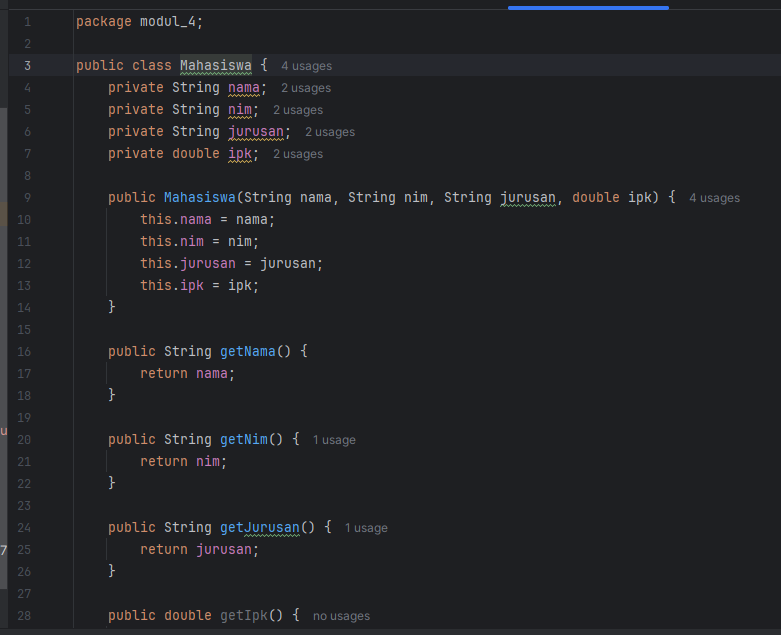 1 package modul_4;
2
3 public class Mahasiswa { 4 usages
4 private String nama; 2 usages
5 private String nim; 2 usages
6 private String jurusan; 2 usages
7 private double ipk; 2 usages
8
9 public Mahasiswa(String nama, String nim, String jurusan, double ipk) { 4 usages
10 this.nama = nama;
11 this.nim = nim;
12 this.jurusan = jurusan;
13 this.ipk = ipk;
14 }
15
16 public String getNama() {
17 return nama;
18 }
19
u
20 public String getNim() { 1 usage
21 return nim;
22 }
23
24 public String getJurusan() { 1 usage
7
25 return jurusan;
26 }
27
28 public double getIpk() { no usages